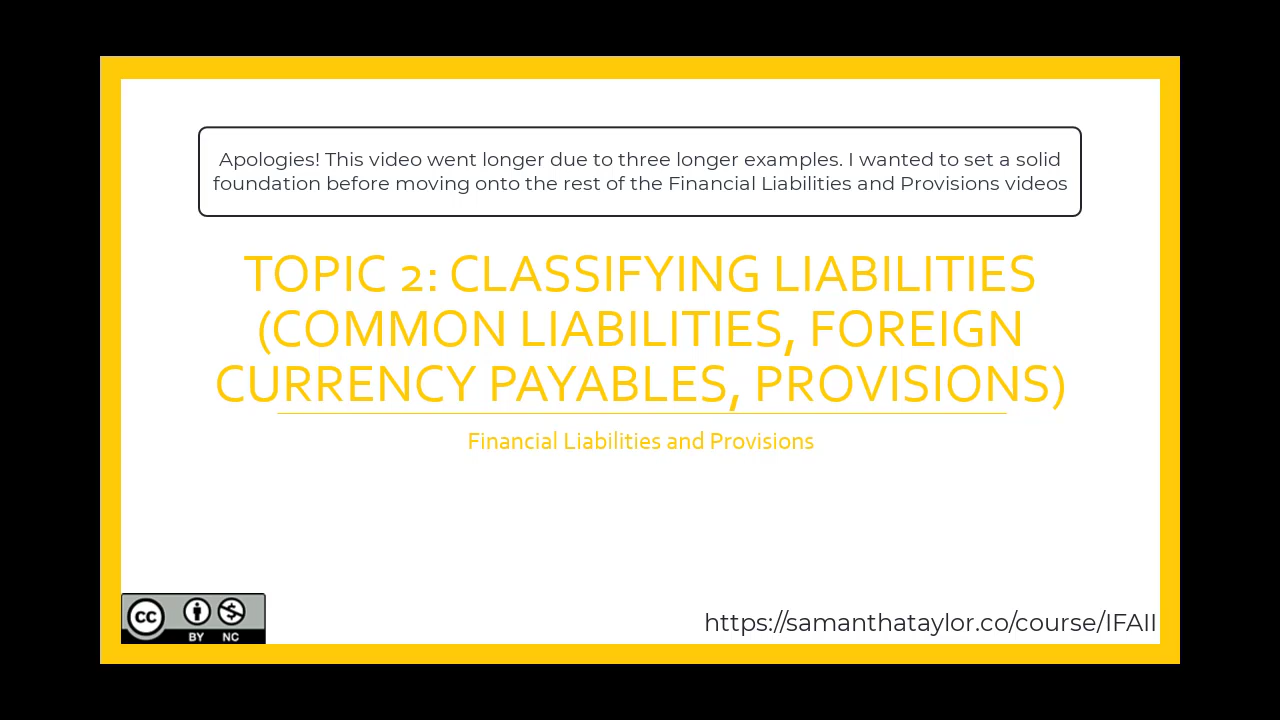 Apologies! This video went longer due to three longer examples. I wanted to set a solid
foundation before moving onto the rest of the Financial Liabilities and Provisions videos
TOPIC 2: CLASSIFYING LIABILITIES
(COMMON LIABILITIES, FOREIGN
CURRENCY PAYABLES, PROVISIONS)
Financial Liabilities and Provisions
cc
BY NC
https://samanthataylor.co/course/IFAII